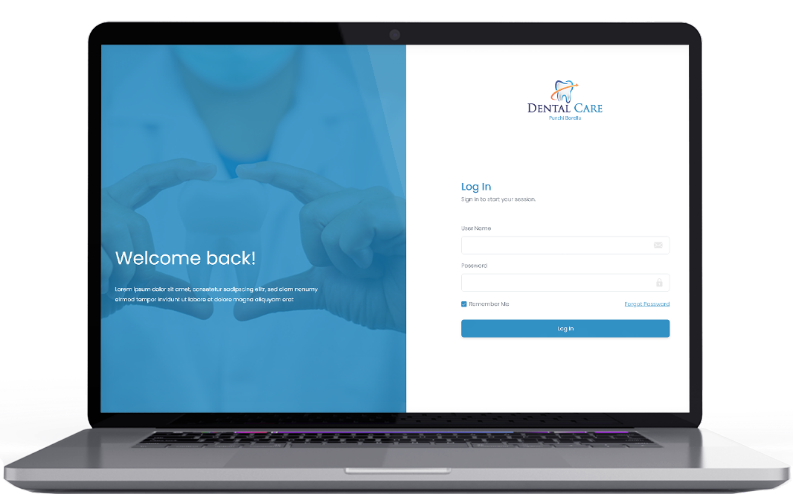 Welcome back!
Lorem ipsum dolor sit amet, consetetur sadipscing elitr, sed diam nonumy
eirmod tempor invidunt ut labore et dolore magna aliquyam erat
DENTAL CARE
Log In
Sign in to start your session.
User Name
Password
Remember Me
Forgot Password
Log In